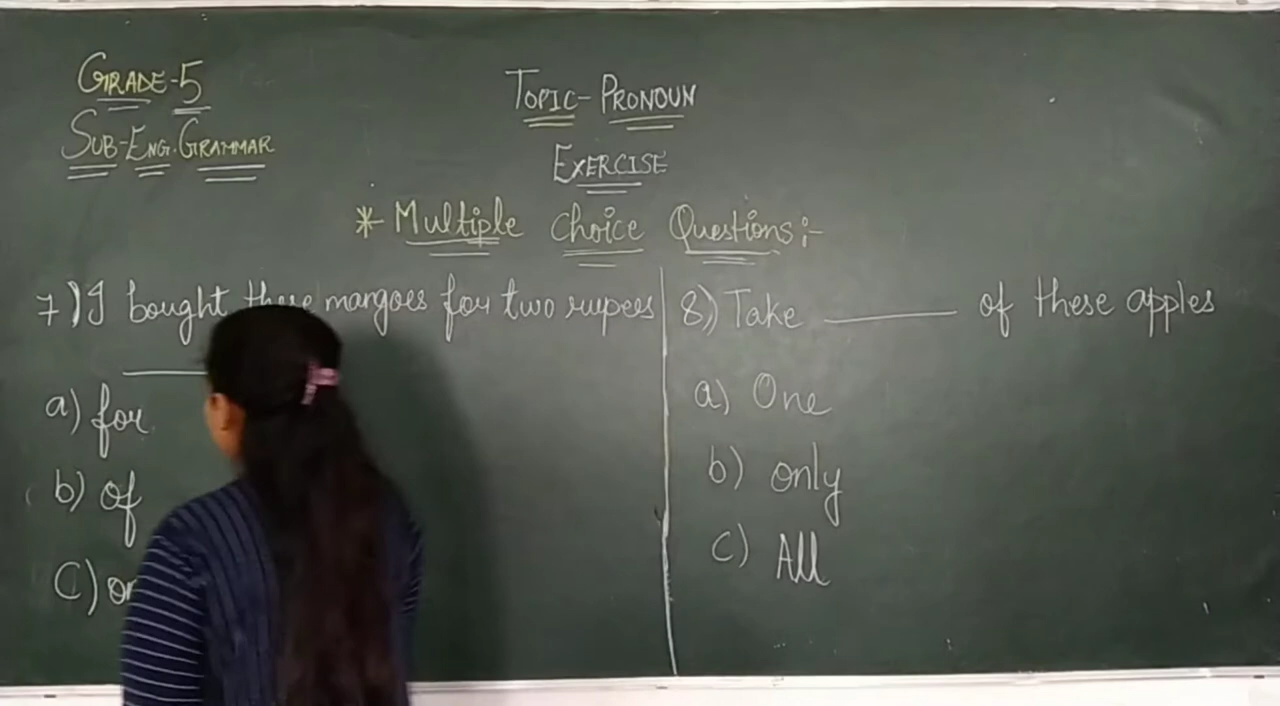 GRADE-5
SUB-ENG.GRAMMAR
TOPIC-PRONOUN
EXERCISE
* Multiple choice Questions:-
7) I bought these mangoes for two rupees
a) for
b) of
c)
8) Take ______ of these apples
a) One
b) only
c) All